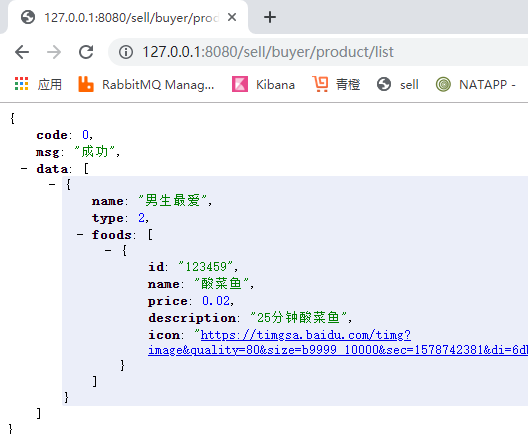 127.0.0.1:8080/sell/buyer/prod
127.0.0.1:8080/sell/buyer/product/list
应用 RabbitMQ Manag... Kibana 青橙 sell NATAPP -
{
code: 0,
msg: "成功",
- data: [
- {
name: "男生最爱",
type: 2,
- foods: [
- {
id: "123459",
name: "酸菜鱼",
price: 0.02,
description: "25分钟酸菜鱼",
icon: "https://timgsa.baidu.com/timg?
image&quality=80&size=b9999_10000&sec=1578742381&di=6d
}
]
}
]
}